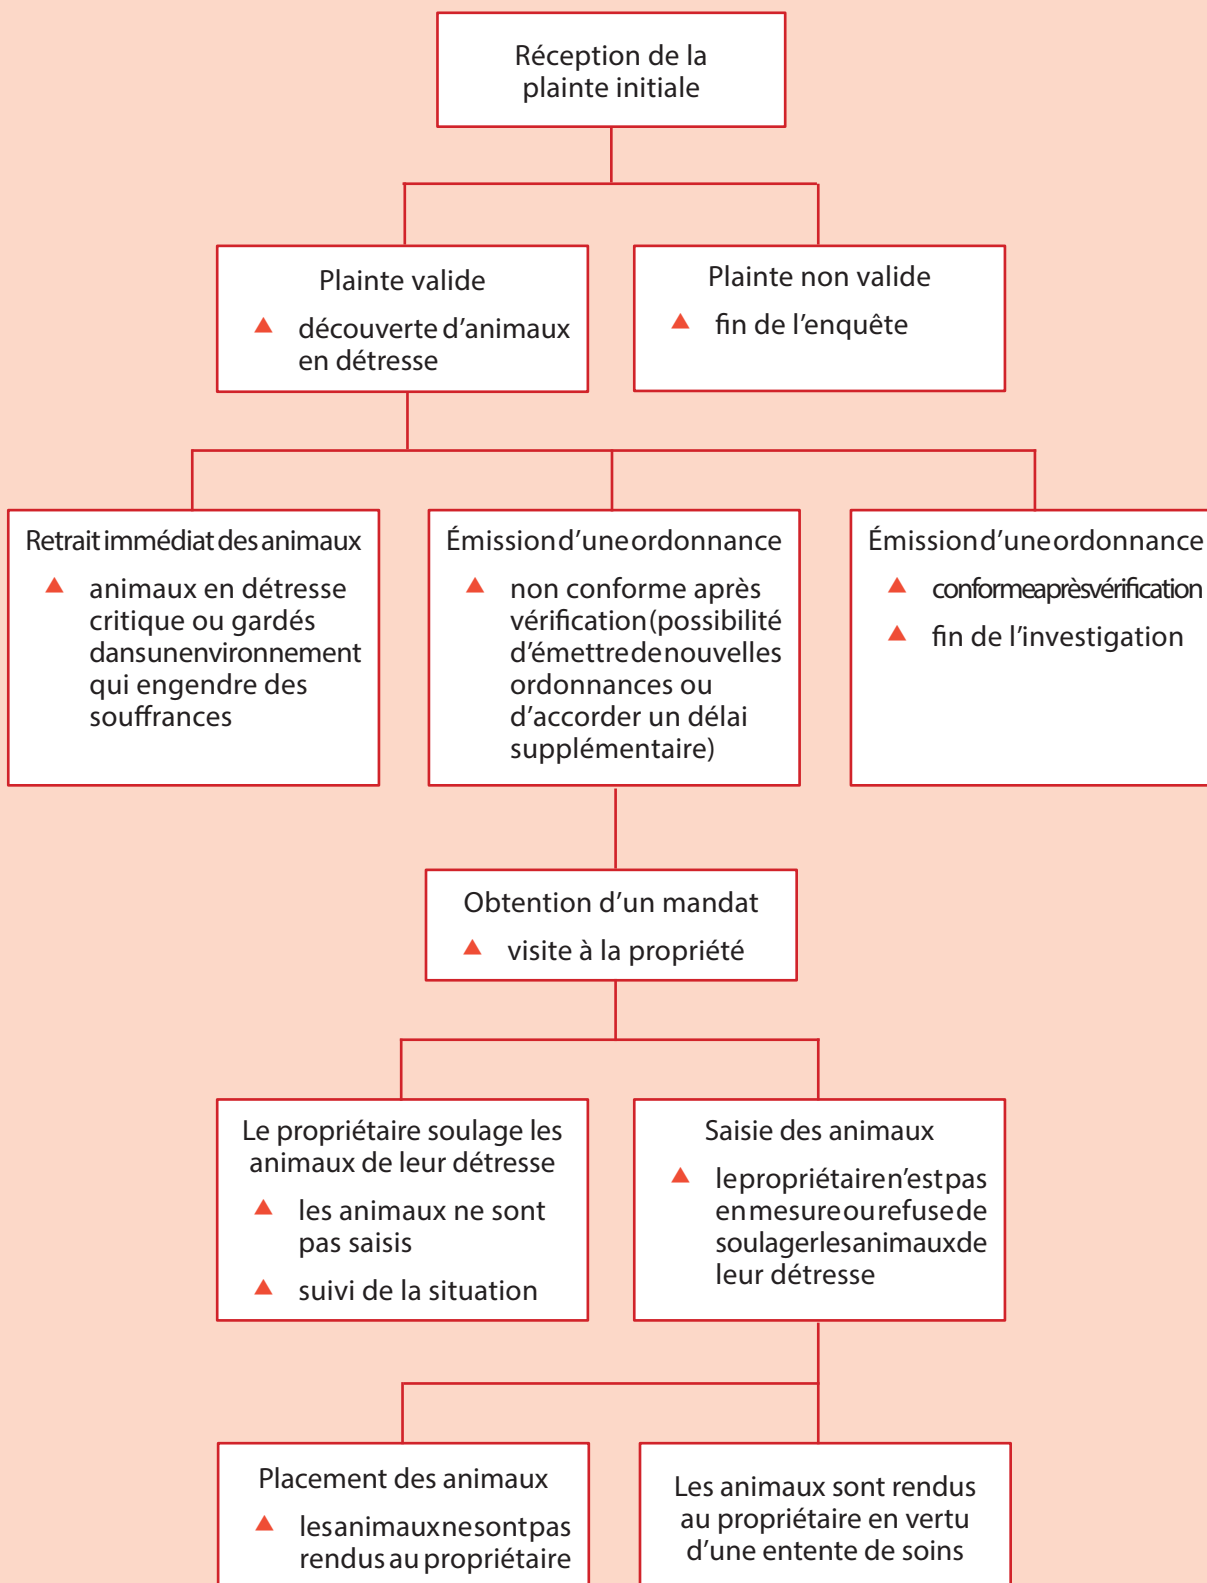 Réception de la
plainte initiale
Plainte valide
▲ découverte d'animaux
en détresse
Plainte non valide
▲ fin de l'enquête
Retrait immédiat des animaux
▲ animaux en détresse
critique ou gardés
dans un environnement
qui engendre des
souffrances
Émission d'une ordonnance
▲ non conforme après
vérification (possibilité
d'émettre de nouvelles
ordonnances ou
d'accorder un délai
supplémentaire)
Émission d'une ordonnance
▲ conforme après vérification
▲ fin de l'investigation
Obtention d'un mandat
▲ visite à la propriété
Le propriétaire soulage les
animaux de leur détresse
▲ les animaux ne sont
pas saisis
▲ suivi de la situation
Saisie des animaux
▲ le propriétaire n'est pas
en mesure ou refuse de
soulager les animaux de
leur détresse
Placement des animaux
▲ les animaux ne sont pas
rendus au propriétaire
Les animaux sont rendus
au propriétaire en vertu
d'une entente de soins